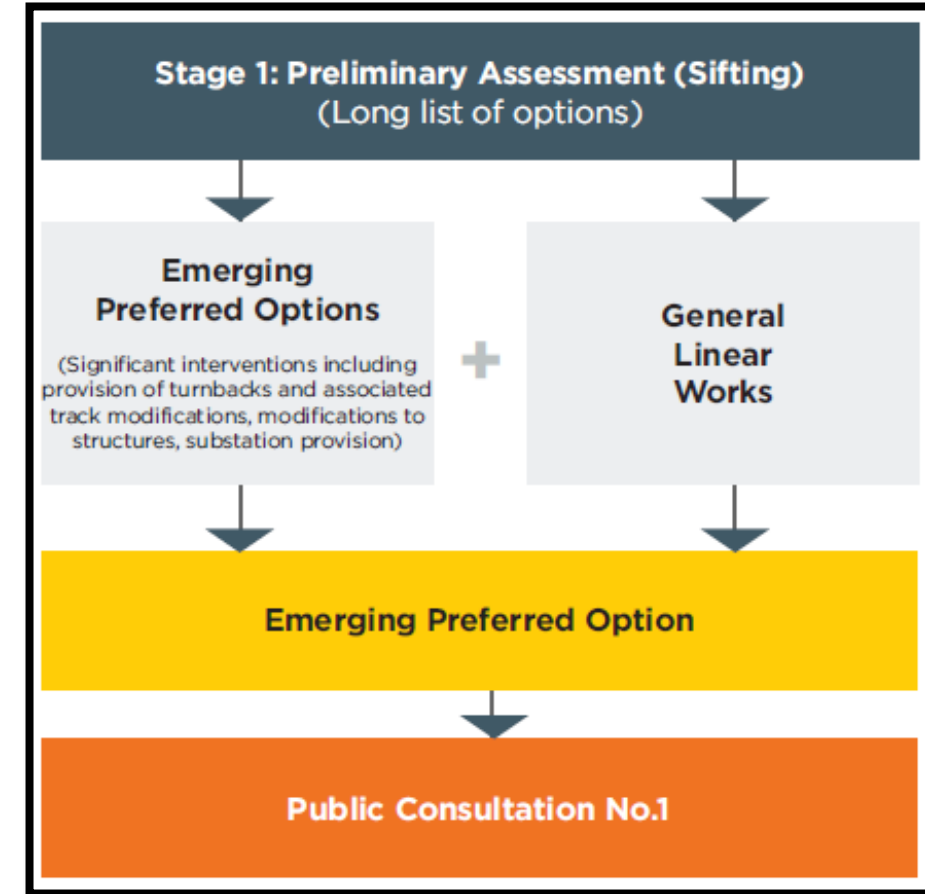 Stage 1: Preliminary Assessment (Sifting)
(Long list of options)
Emerging
Preferred Options
(Significant interventions including
provision of turnbacks and associated
track modifications, modifications to
structures, substation provision)
+
General
Linear
Works
Emerging Preferred Option
Public Consultation No.1